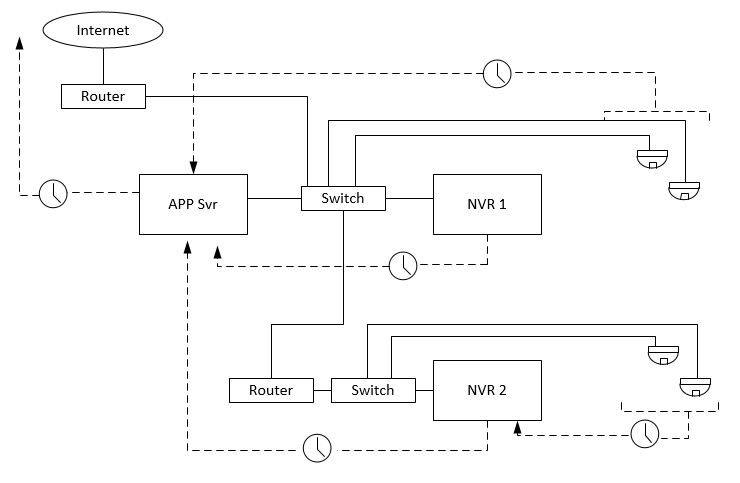 Internet
Router
APP Svr
Switch
NVR 1
Router
Switch
NVR 2